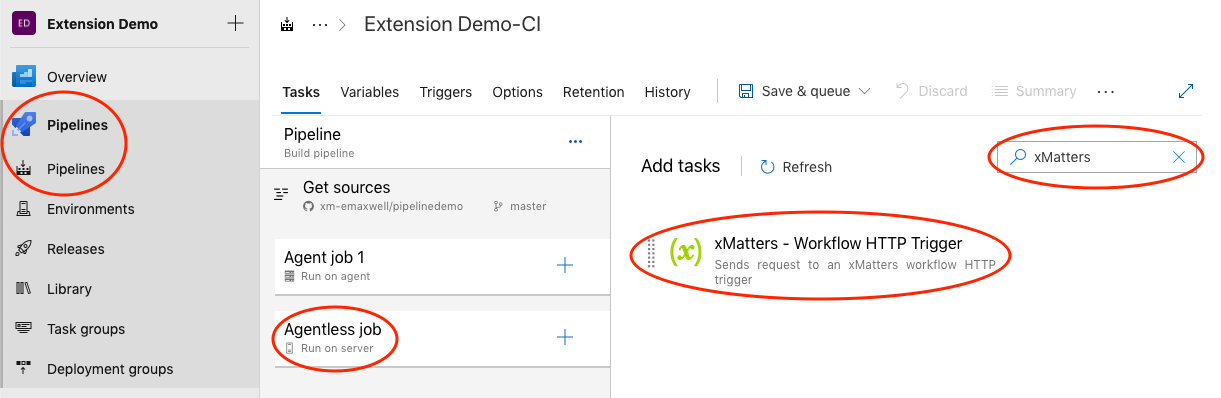 ED Extension Demo
Overview
Pipelines
Pipelines
Environments
Releases
Library
Task groups
Deployment groups
... > Extension Demo-CI
Tasks Variables Triggers Options Retention History Save & queue Discard Summary ...
Pipeline ...
Build pipeline
Get sources
xm-emaxwell/pipelinedemo master
Agent job 1
Run on agent
Agentless job
Run on server
Add tasks Refresh xMatters
(x) xMatters - Workflow HTTP Trigger
Sends request to an xMatters workflow HTTP
trigger